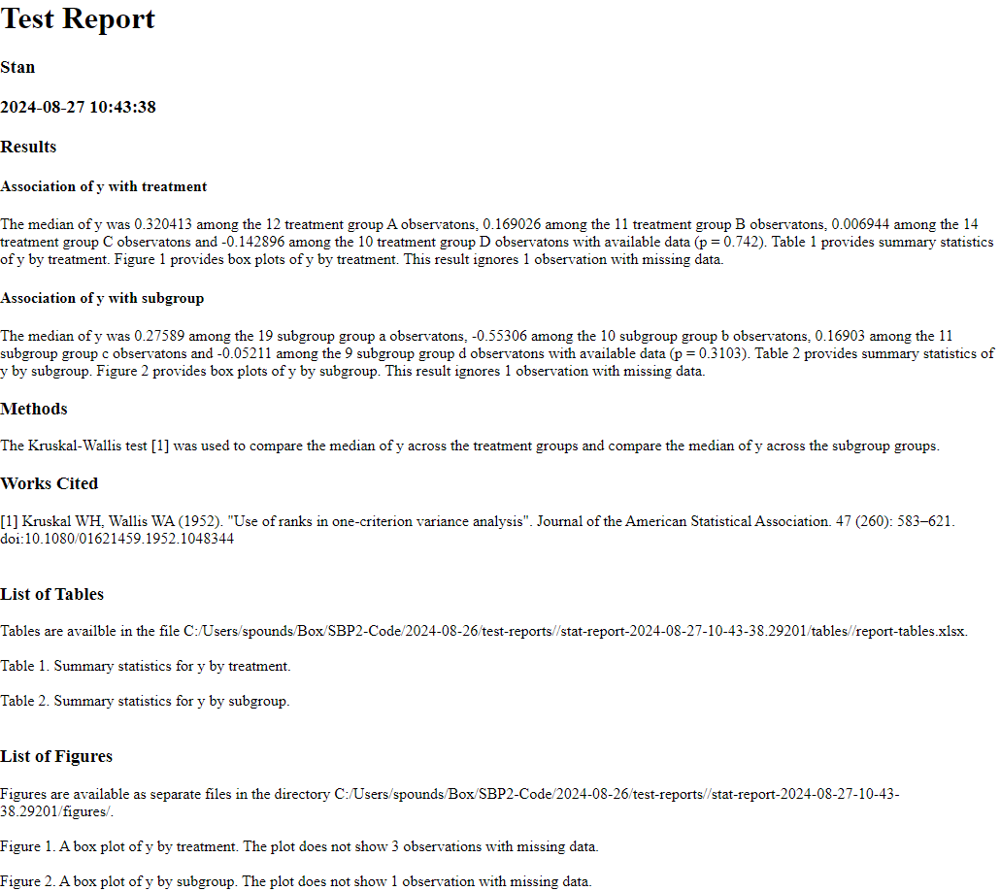 Test Report
Stan
2024-08-27 10:43:38
Results
Association of y with treatment
The median of y was 0.320413 among the 12 treatment group A observatons, 0.169026 among the 11 treatment group B observatons, 0.006944 among the 14
treatment group C observatons and -0.142896 among the 10 treatment group D observatons with available data (p = 0.742). Table 1 provides summary statistics
of y by treatment. Figure 1 provides box plots of y by treatment. This result ignores 1 observation with missing data.
Association of y with subgroup
The median of y was 0.27589 among the 19 subgroup group a observatons, -0.55306 among the 10 subgroup group b observatons, 0.16903 among the 11
subgroup group c observatons and -0.05211 among the 9 subgroup group d observatons with available data (p = 0.3103). Table 2 provides summary statistics of
y by subgroup. Figure 2 provides box plots of y by subgroup. This result ignores 1 observation with missing data.
Methods
The Kruskal-Wallis test [1] was used to compare the median of y across the treatment groups and compare the median of y across the subgroup groups.
Works Cited
[1] Kruskal WH, Wallis WA (1952). "Use of ranks in one-criterion variance analysis". Journal of the American Statistical Association. 47 (260): 583–621.
doi:10.1080/01621459.1952.1048344
List of Tables
Tables are availble in the file C:/Users/spounds/Box/SBP2-Code/2024-08-26/test-reports//stat-report-2024-08-27-10-43-38.29201/tables//report-tables.xlsx.
Table 1. Summary statistics for y by treatment.
Table 2. Summary statistics for y by subgroup.
List of Figures
Figures are available as separate files in the directory C:/Users/spounds/Box/SBP2-Code/2024-08-26/test-reports//stat-report-2024-08-27-10-43-
38.29201/figures/.
Figure 1. A box plot of y by treatment. The plot does not show 3 observations with missing data.
Figure 2. A box plot of y by subgroup. The plot does not show 1 observation with missing data.